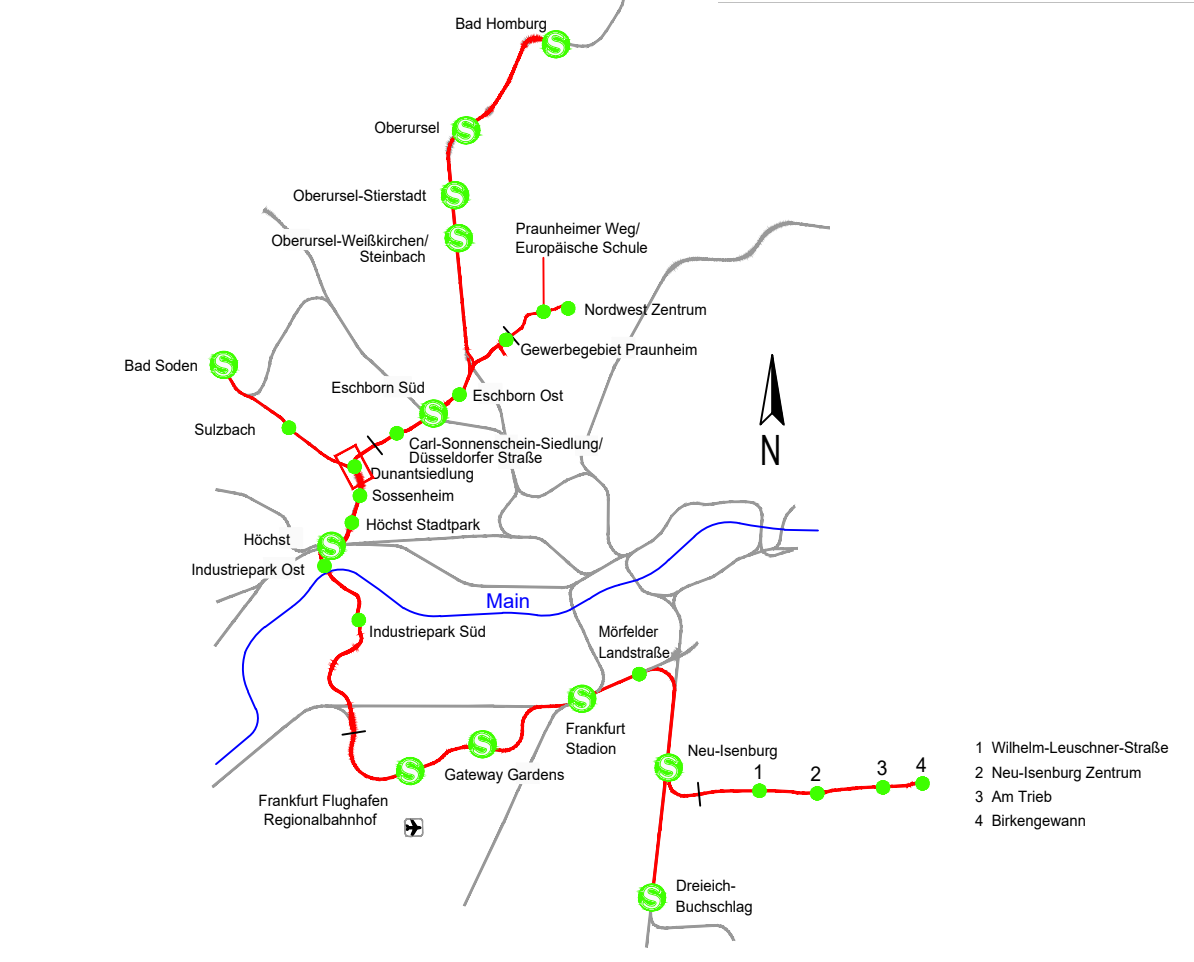 Bad Homburg
Oberursel
Oberursel-Stierstadt
Oberursel-Weißkirchen/
Steinbach
Praunheimer Weg/
Europäische Schule
Nordwest Zentrum
Gewerbegebiet Praunheim
Bad Soden
Eschborn Süd
Eschborn Ost
Sulzbach
Carl-Sonnenschein-Siedlung/
Düsseldorfer Straße
Dunantsiedlung
N
Sossenheim
Höchst Stadtpark
Höchst
Industriepark Ost
Main
Industriepark Süd
Mörfelder
Landstraße
Frankfurt
Stadion
Neu-Isenburg
Gateway Gardens
Frankfurt Flughafen
Regionalbahnhof
1
2
3
4
1 Wilhelm-Leuschner-Straße
2 Neu-Isenburg Zentrum
3 Am Trieb
4 Birkengewann
Dreieich-
Buchschlag
S
S
S
S
S
S
S
S
S
S
S
S